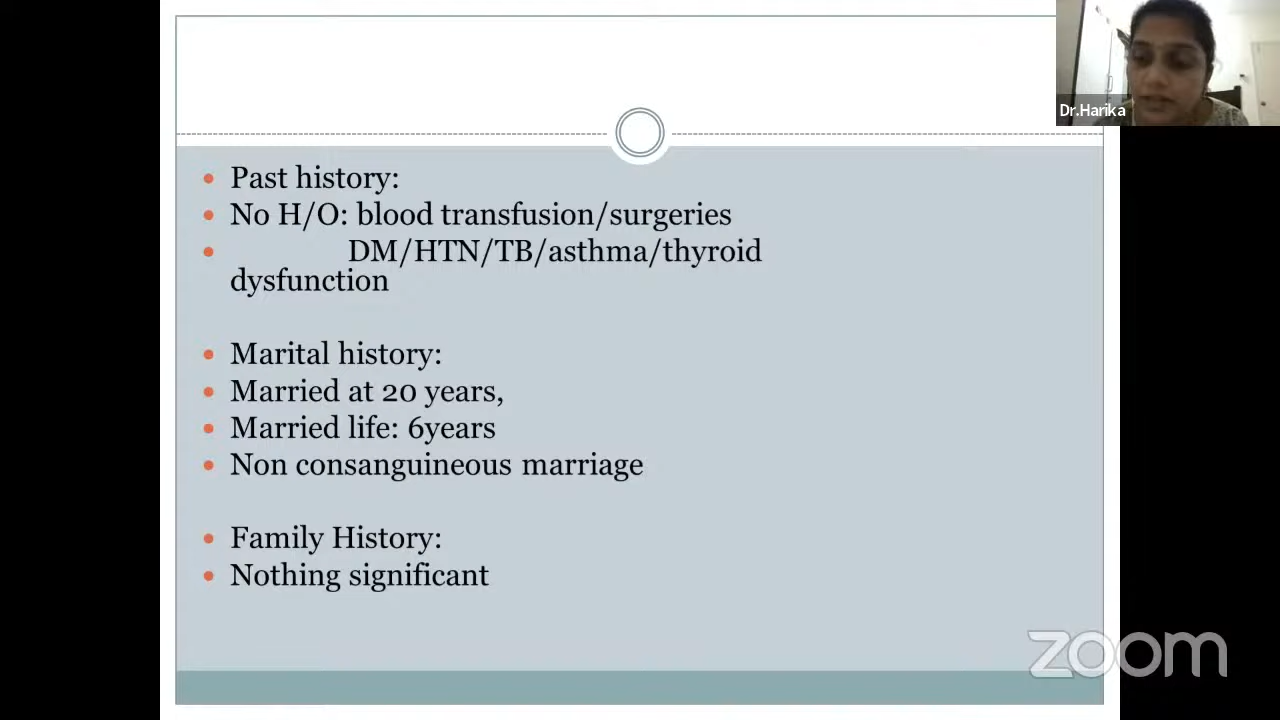 Dr.Harika
Past history:
No H/O: blood transfusion/surgeries
DM/HTN/TB/asthma/thyroid
dysfunction
Marital history:
Married at 20 years,
Married life: 6years
Non consanguineous marriage
Family History:
Nothing significant
zoom